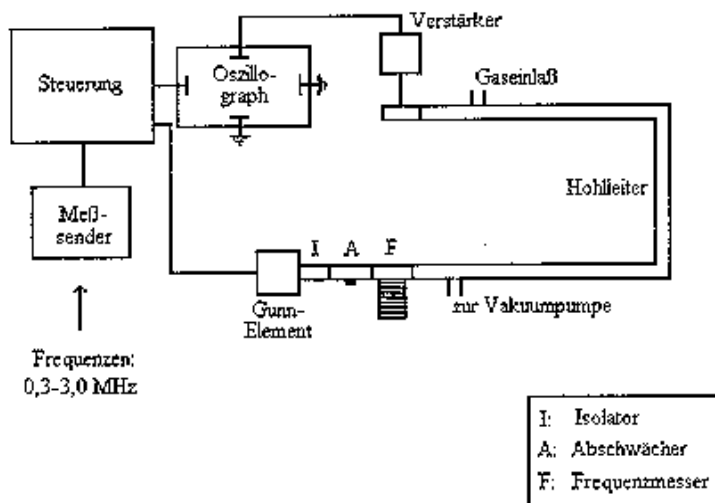 Verstärker
Steuerung
Oszillo-
graph
Gaseinlaß
Hohlleiter
Meß-
sender
I A F
Gunn-
Element
zur Vakuumpumpe
Frequenzen:
0,3-3,0 MHz
I: Isolator
A: Abschwächer
F: Frequenzmesser